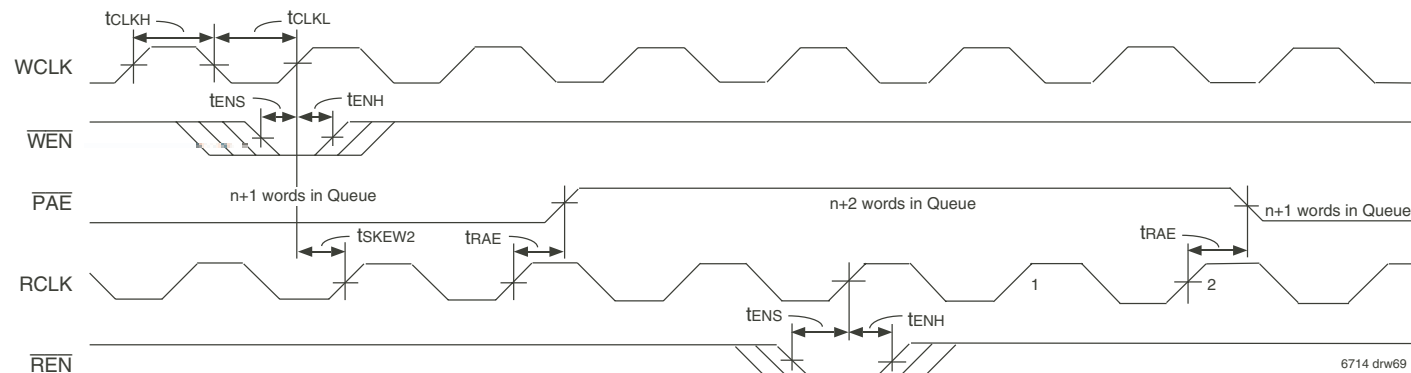 tCLKH
tCLKL
WCLK
tENS
tENH
WEN
PAE
n+1 words in Queue
n+2 words in Queue
n+1 words in Queue
tSKEW2
tRAE
tRAE
RCLK
1
2
tENS
tENH
REN
6714 drw69